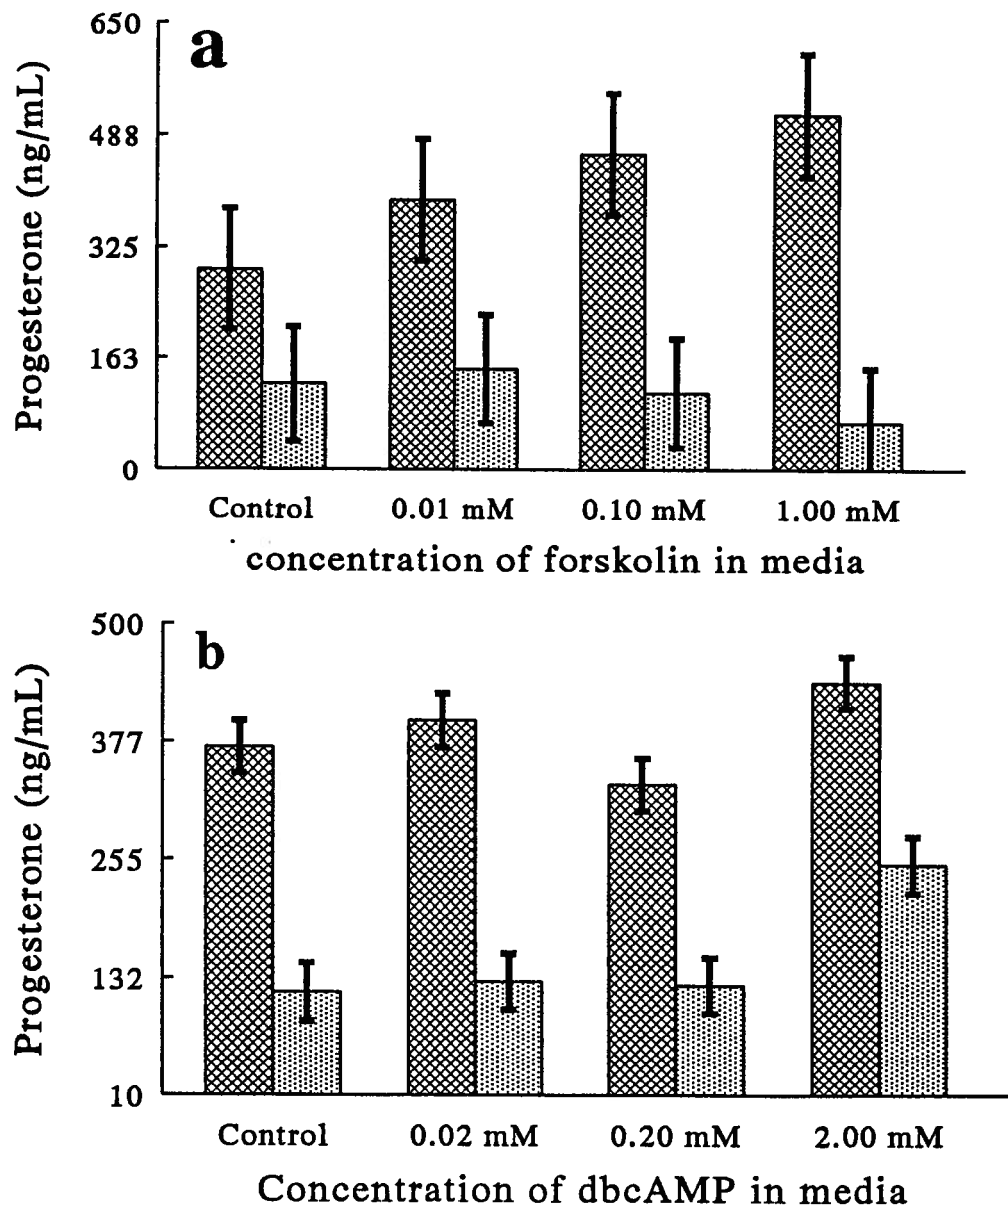 a
Progesterone (ng/mL)
650
488
325
163
0
Control 0.01 mM 0.10 mM 1.00 mM
concentration of forskolin in media
b
Progesterone (ng/mL)
500
377
255
132
10
Control 0.02 mM 0.20 mM 2.00 mM
Concentration of dbcAMP in media